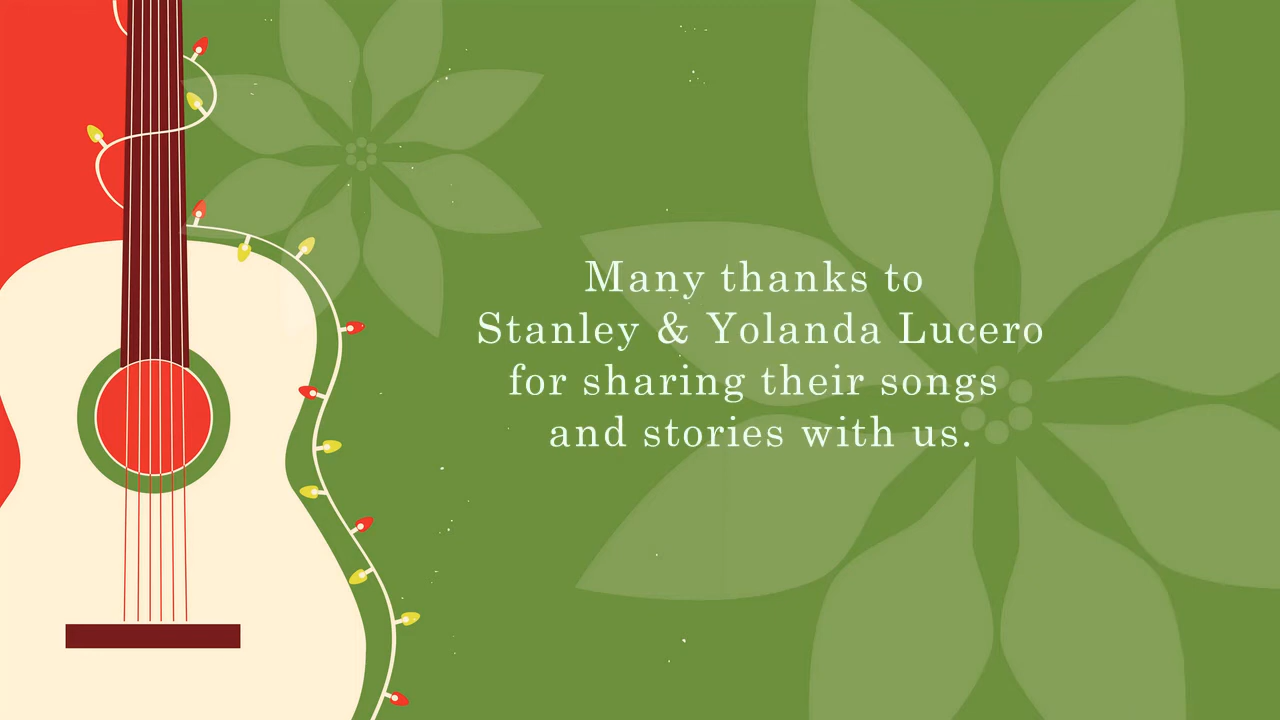 Many thanks to
Stanley & Yolanda Lucero
for sharing their songs
and stories with us.